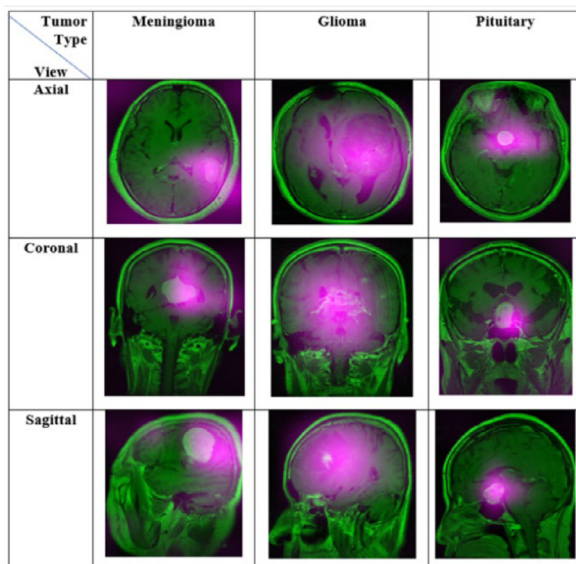 Tumor Type
View
Meningioma
Glioma
Pituitary
Axial
Coronal
Sagittal